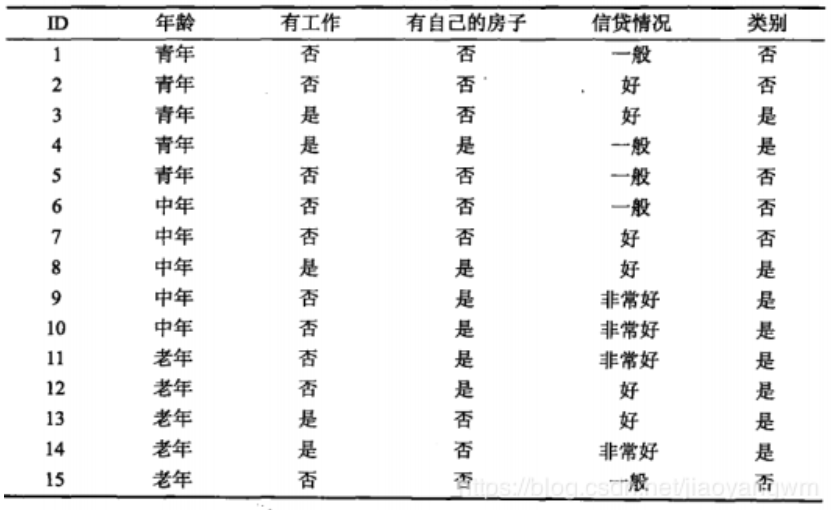 ID 年龄 有工作 有自己的房子 信贷情况 类别
1 青年 否 否 一般 否
2 青年 否 否 好 否
3 青年 是 否 好 是
4 青年 是 是 一般 是
5 青年 否 否 一般 否
6 中年 否 否 一般 否
7 中年 否 否 好 否
8 中年 是 是 好 是
9 中年 否 是 非常好 是
10 中年 否 是 非常好 是
11 老年 否 是 非常好 是
12 老年 否 是 好 是
13 老年 是 否 好 是
14 老年 是 否 非常好 是
15 老年 否 否 一般 否
https://blog.csdn.net/jiaoyangwm